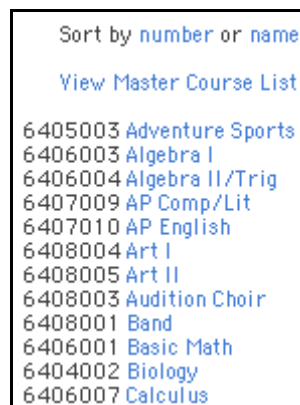 Sort by number or name
View Master Course List
6405003 Adventure Sports
6406003 Algebra I
6406004 Algebra II/Trig
6407009 AP Comp/Lit
6407010 AP English
6408004 Art I
6408005 Art II
6408003 Audition Choir
6408001 Band
6406001 Basic Math
6404002 Biology
6406007 Calculus